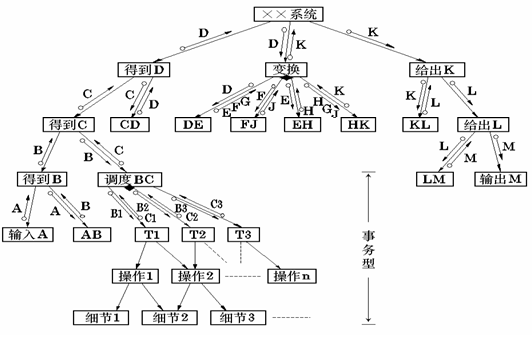 ××系统
D D K K
得到D 变换 给出K
C C D D E F G F J E H H G J K K L L
得到C CD DE FJ EH HK KL 给出L
B B C L M M
得到B 调度BC LM 输出M
A A B B1 B2 C1 B3 C2 C3
输入A AB T1 T2 T3
事务型
操作1 操作2 操作n
细节1 细节2 细节3